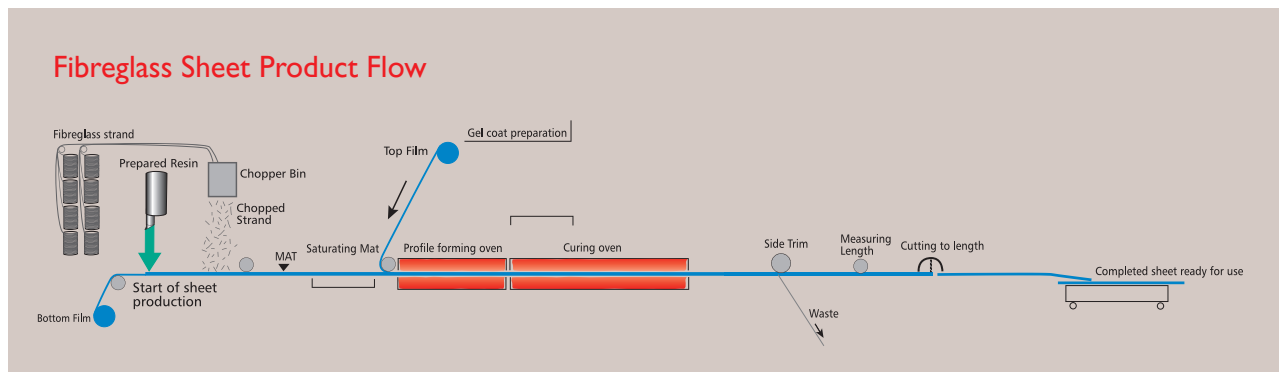 Fibreglass Sheet Product Flow
Fibreglass strand
Prepared Resin
Chopper Bin
Chopped
Strand
Top Film
Gel coat preparation
MAT
Saturating Mat
Profile forming oven
Curing oven
Side Trim
Measuring
Length
Cutting to length
Completed sheet ready for use
Start of sheet
production
Bottom Film
Waste